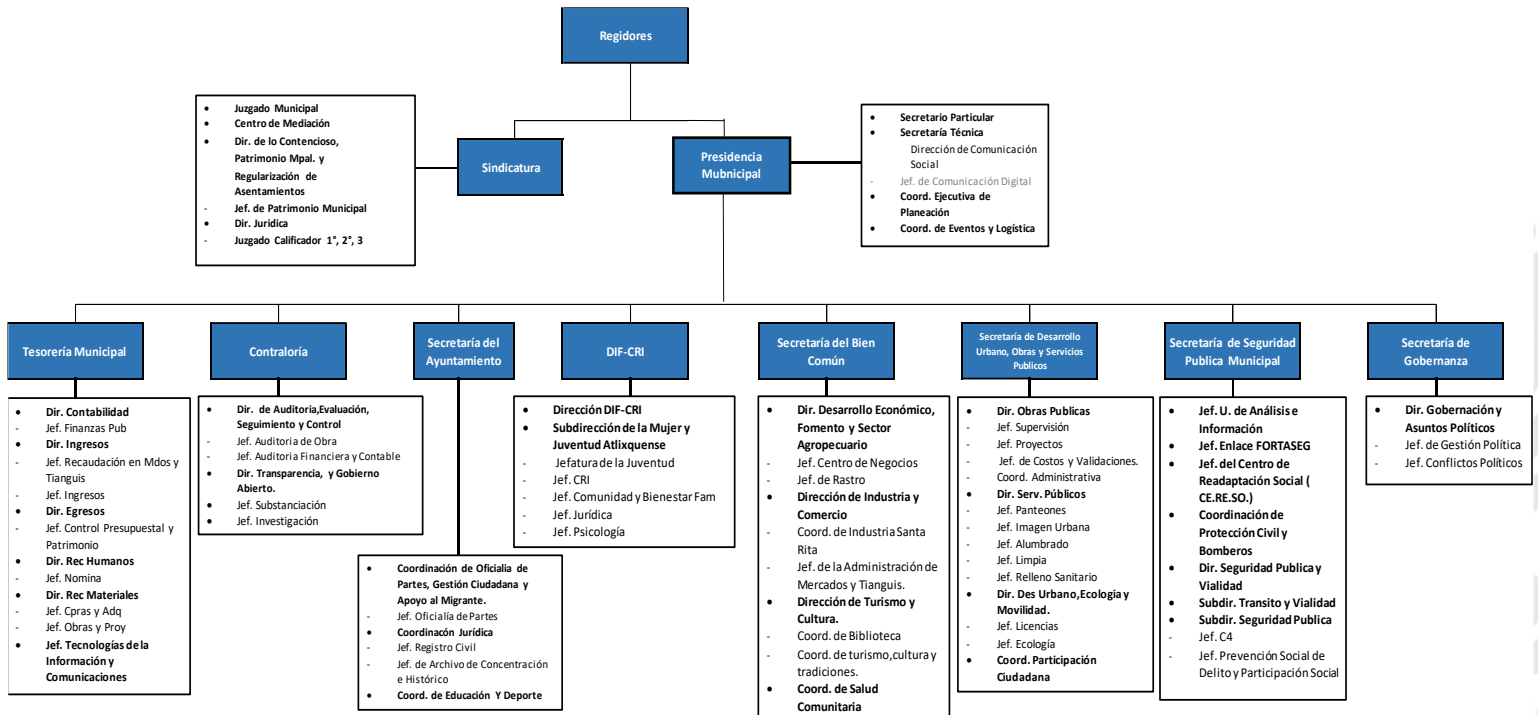 Regidores
• Juzgado Municipal
• Centro de Mediación
• Dir. de lo Contencioso,
Patrimonio Mpal. y
Regularización de
Asentamientos
- Jef. de Patrimonio Municipal
• Dir. Juridica
- Juzgado Calificador 1°, 2°, 3
Sindicatura
Presidencia
Mubnicipal
• Secretario Particular
• Secretaría Técnica
Dirección de Comunicación
Social
- Jef. de Comunicación Digital
• Coord. Ejecutiva de
Planeación
• Coord. de Eventos y Logística
Tesorería Municipal
• Dir. Contabilidad
- Jef. Finanzas Pub
• Dir. Ingresos
- Jef. Recaudación en Mdos y
Tianguis
- Jef. Ingresos
• Dir. Egresos
- Jef. Control Presupuestal y
Patrimonio
• Dir. Rec Humanos
- Jef. Nomina
• Dir. Rec Materiales
- Jef. Cpras y Adq
- Jef. Obras y Proy
• Jef. Tecnologías de la
Información y
Comunicaciones
Contraloría
• Dir. de Auditoria,Evaluación,
Seguimiento y Control
- Jef. Auditoria de Obra
- Jef. Auditoria Financiera y Contable
• Dir. Transparencia, y Gobierno
Abierto.
• Jef. Substanciación
• Jef. Investigación
Secretaría del
Ayuntamiento
• Coordinación de Oficialia de
Partes, Gestión Ciudadana y
Apoyo al Migrante.
- Jef. Oficialía de Partes
• Coordinacón Jurídica
- Jef. Registro Civil
- Jef. de Archivo de Concentración
e Histórico
• Coord. de Educación Y Deporte
DIF-CRI
• Dirección DIF-CRI
• Subdirección de la Mujer y
Juventud Atlixquense
- Jefatura de la Juventud
- Jef. CRI
- Jef. Comunidad y Bienestar Fam
- Jef. Jurídica
- Jef. Psicología
Secretaría del Bien
Común
• Dir. Desarrollo Económico,
Fomento y Sector
Agropecuario
- Jef. Centro de Negocios
- Jef. de Rastro
• Dirección de Industria y
Comercio
- Coord. de Industria Santa
Rita
- Jef. de la Administración de
Mercados y Tianguis.
• Dirección de Turismo y
Cultura.
- Coord. de Biblioteca
- Coord. de turismo,cultura y
tradiciones.
• Coord. de Salud
Comunitaria
Secretaría de Desarrollo
Urbano, Obras y Servicios
Publicos
• Dir. Obras Publicas
- Jef. Supervisión
- Jef. Proyectos
- Jef. de Costos y Validaciones.
- Coord. Administrativa
• Dir. Serv. Públicos
- Jef. Panteones
- Jef. Imagen Urbana
- Jef. Alumbrado
- Jef. Limpia
- Jef. Relleno Sanitario
• Dir. Des Urbano,Ecologia y
Movilidad.
- Jef. Licencias
- Jef. Ecología
• Coord. Participación
Ciudadana
Secretaría de Seguridad
Publica Municipal
• Jef. U. de Análisis e
Información
• Jef. Enlace FORTASEG
• Jef. del Centro de
Readaptación Social (
CE.RE.SO.)
• Coordinación de
Protección Civil y
Bomberos
• Dir. Seguridad Publica y
Vialidad
• Subdir. Transito y Vialidad
• Subdir. Seguridad Publica
- Jef. C4
- Jef. Prevención Social de
Delito y Participación Social
Secretaría de
Gobernanza
• Dir. Gobernación y
Asuntos Políticos
- Jef. de Gestión Política
- Jef. Conflictos Políticos